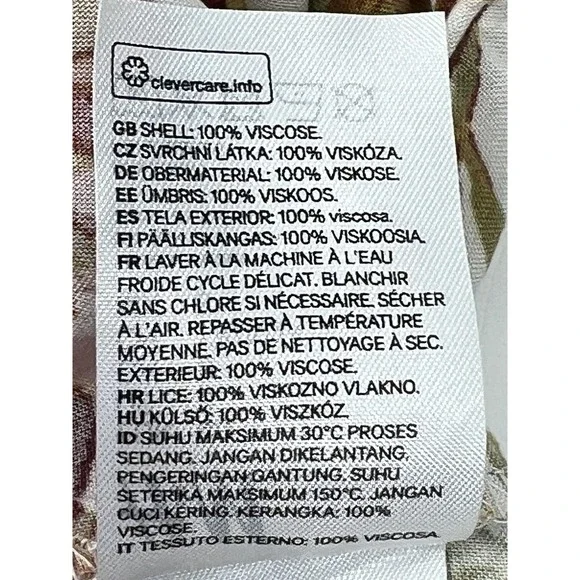 clevercare.info
GB SHELL: 100% VISCOSE.
CZ SVRCHNÍ LÁTKA: 100% VISKÓZA.
DE OBERMATERIAL: 100% VISKOSE.
EE ÜMBRIS: 100% VISKOOS.
ES TELA EXTERIOR: 100% viscosa.
FI PÄÄLLISKANGAS: 100% VISKOOSIA.
FR LAVER À LA MACHINE À L'EAU
FROIDE CYCLE DÉLICAT. BLANCHIR
SANS CHLORE SI NÉCESSAIRE. SÉCHER
À L'AIR. REPASSER À TEMPÉRATURE
MOYENNE. PAS DE NETTOYAGE À SEC.
EXTERIEUR: 100% VISCOSE.
HR LICE: 100% VISKOZNO VLAKNO.
HU KÜLSŐ: 100% VISZKÓZ.
ID SUHU MAKSIMUM 30°C PROSES
SEDANG. JANGAN DIKELANTANG.
PENGERINGAN GANTUNG. SUHU
SETERIKA MAKSIMUM 150°C. JANGAN
CUCI KERING. KERANGKA: 100%
VISCOSE.
IT TESSUTO ESTERNO: 100% VISCOSA.